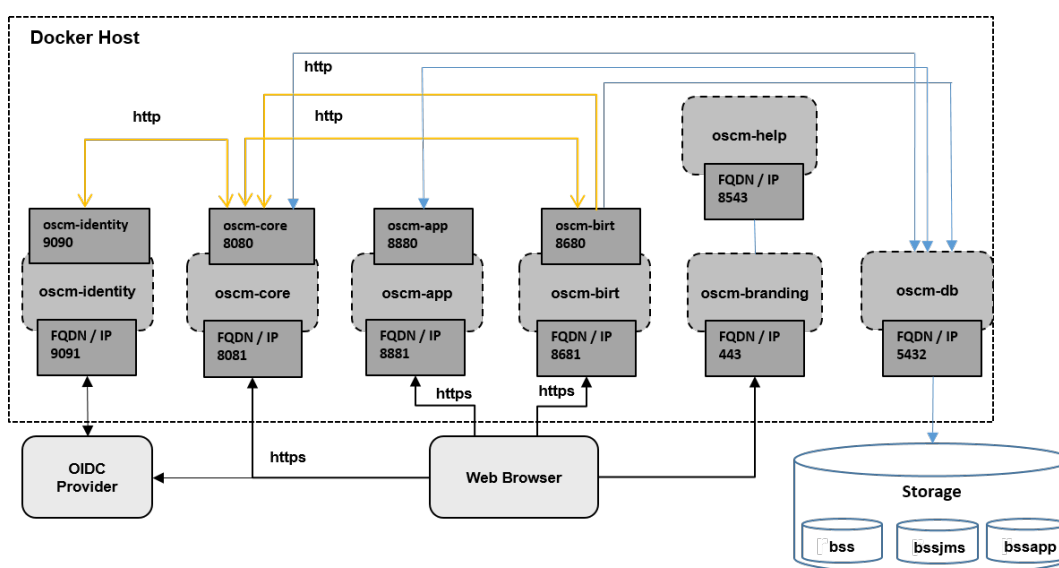 Docker Host
http
http
http
oscm-help
FQDN / IP
8543
oscm-identity
9090
oscm-core
8080
oscm-app
8880
oscm-birt
8680
oscm-identity
oscm-core
oscm-app
oscm-birt
oscm-branding
oscm-db
FQDN / IP
9091
FQDN / IP
8081
FQDN / IP
8881
FQDN / IP
8681
FQDN / IP
443
FQDN / IP
5432
https
https
https
OIDC
Provider
Web Browser
Storage
bss
bssjms
bssapp